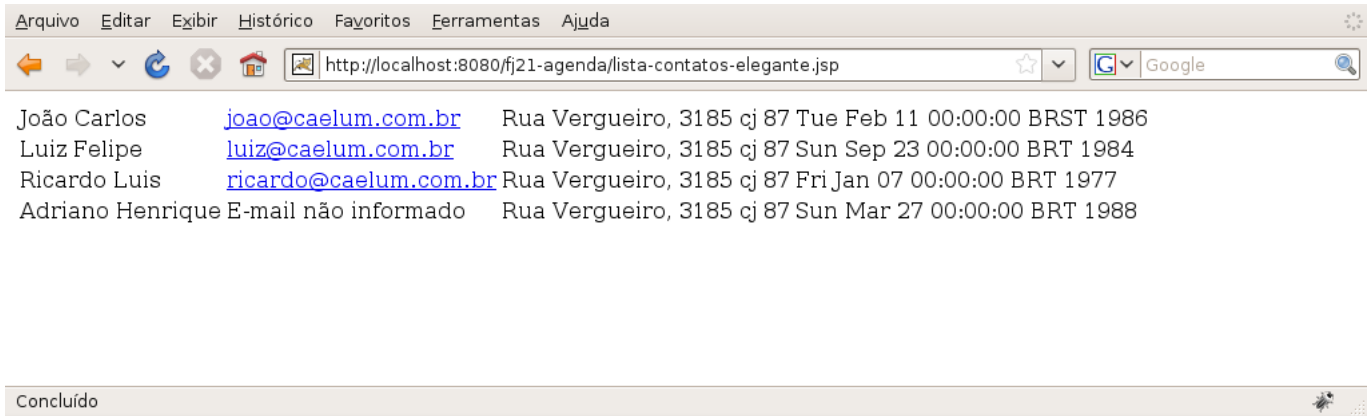 Arquivo Editar Exibir Histórico Favoritos Ferramentas Ajuda
http://localhost:8080/fj21-agenda/lista-contatos-elegante.jsp G Google
João Carlos joao@caelum.com.br Rua Vergueiro, 3185 cj 87 Tue Feb 11 00:00:00 BRST 1986
Luiz Felipe luiz@caelum.com.br Rua Vergueiro, 3185 cj 87 Sun Sep 23 00:00:00 BRT 1984
Ricardo Luis ricardo@caelum.com.br Rua Vergueiro, 3185 cj 87 Fri Jan 07 00:00:00 BRT 1977
Adriano Henrique E-mail não informado Rua Vergueiro, 3185 cj 87 Sun Mar 27 00:00:00 BRT 1988
Concluído